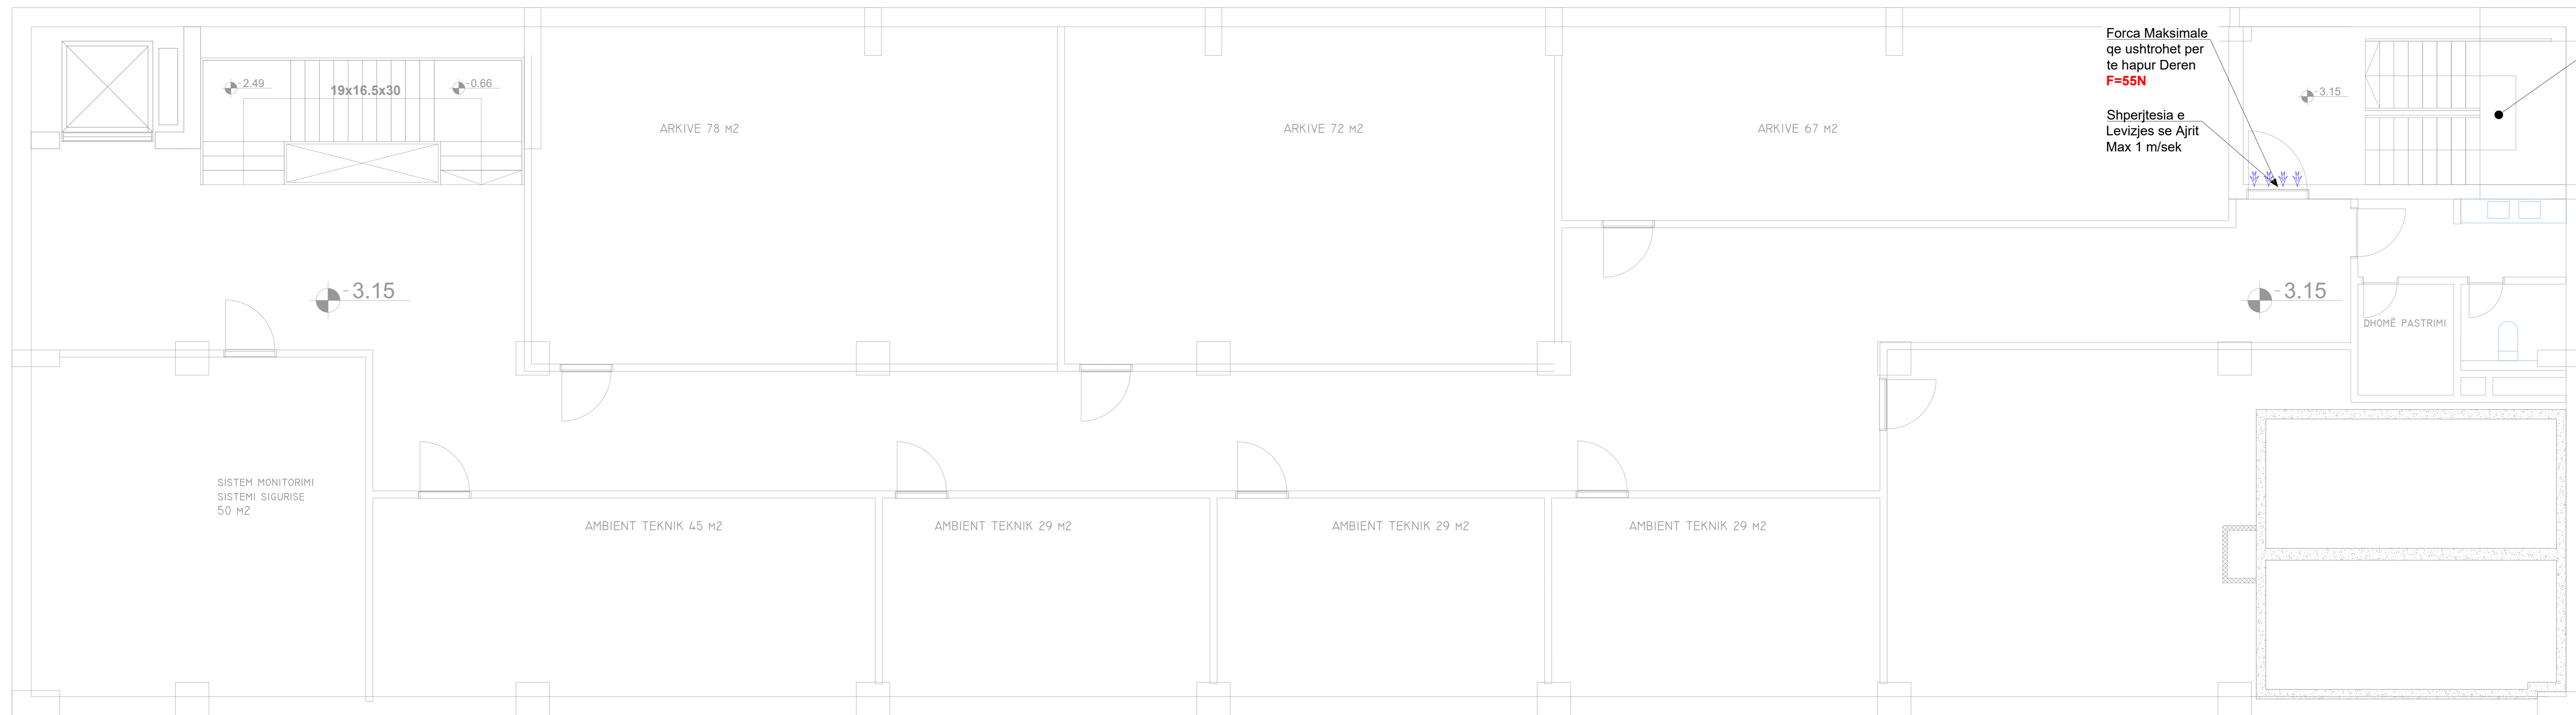 -2.49
19x16.5x30
-0.66
ARKIVE 78 M2
ARKIVE 72 M2
ARKIVE 67 M2
Forca Maksimale
qe ushtrohet per
te hapur Deren
F=55N
Shperjtesia e
Levizjes se Ajrit
Max 1 m/sek
-3.15
-3.15
-3.15
DHOMË PASTRIMI
SISTEM MONITORIMI
SISTEMI SIGURISE
50 M2
AMBIENT TEKNIK 45 M2
AMBIENT TEKNIK 29 M2
AMBIENT TEKNIK 29 M2
AMBIENT TEKNIK 29 M2